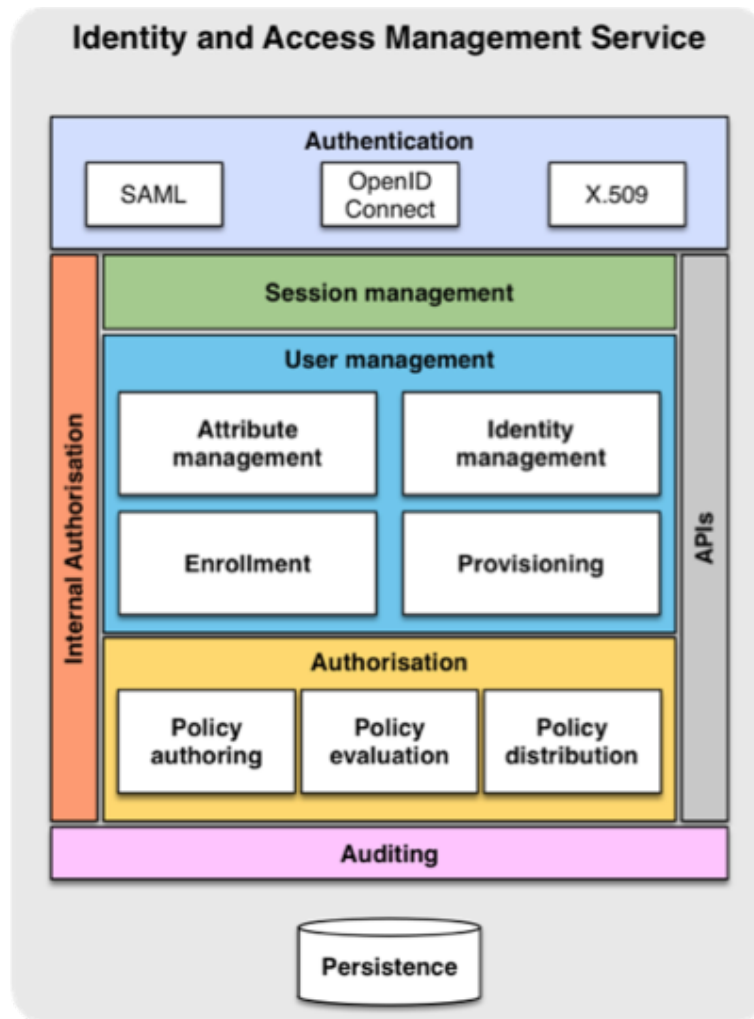 Identity and Access Management Service
Authentication
SAML
OpenID
Connect
X.509
Internal Authorisation
Session management
User management
Attribute
management
Identity
management
Enrollment
Provisioning
APIs
Authorisation
Policy
authoring
Policy
evaluation
Policy
distribution
Auditing
Persistence